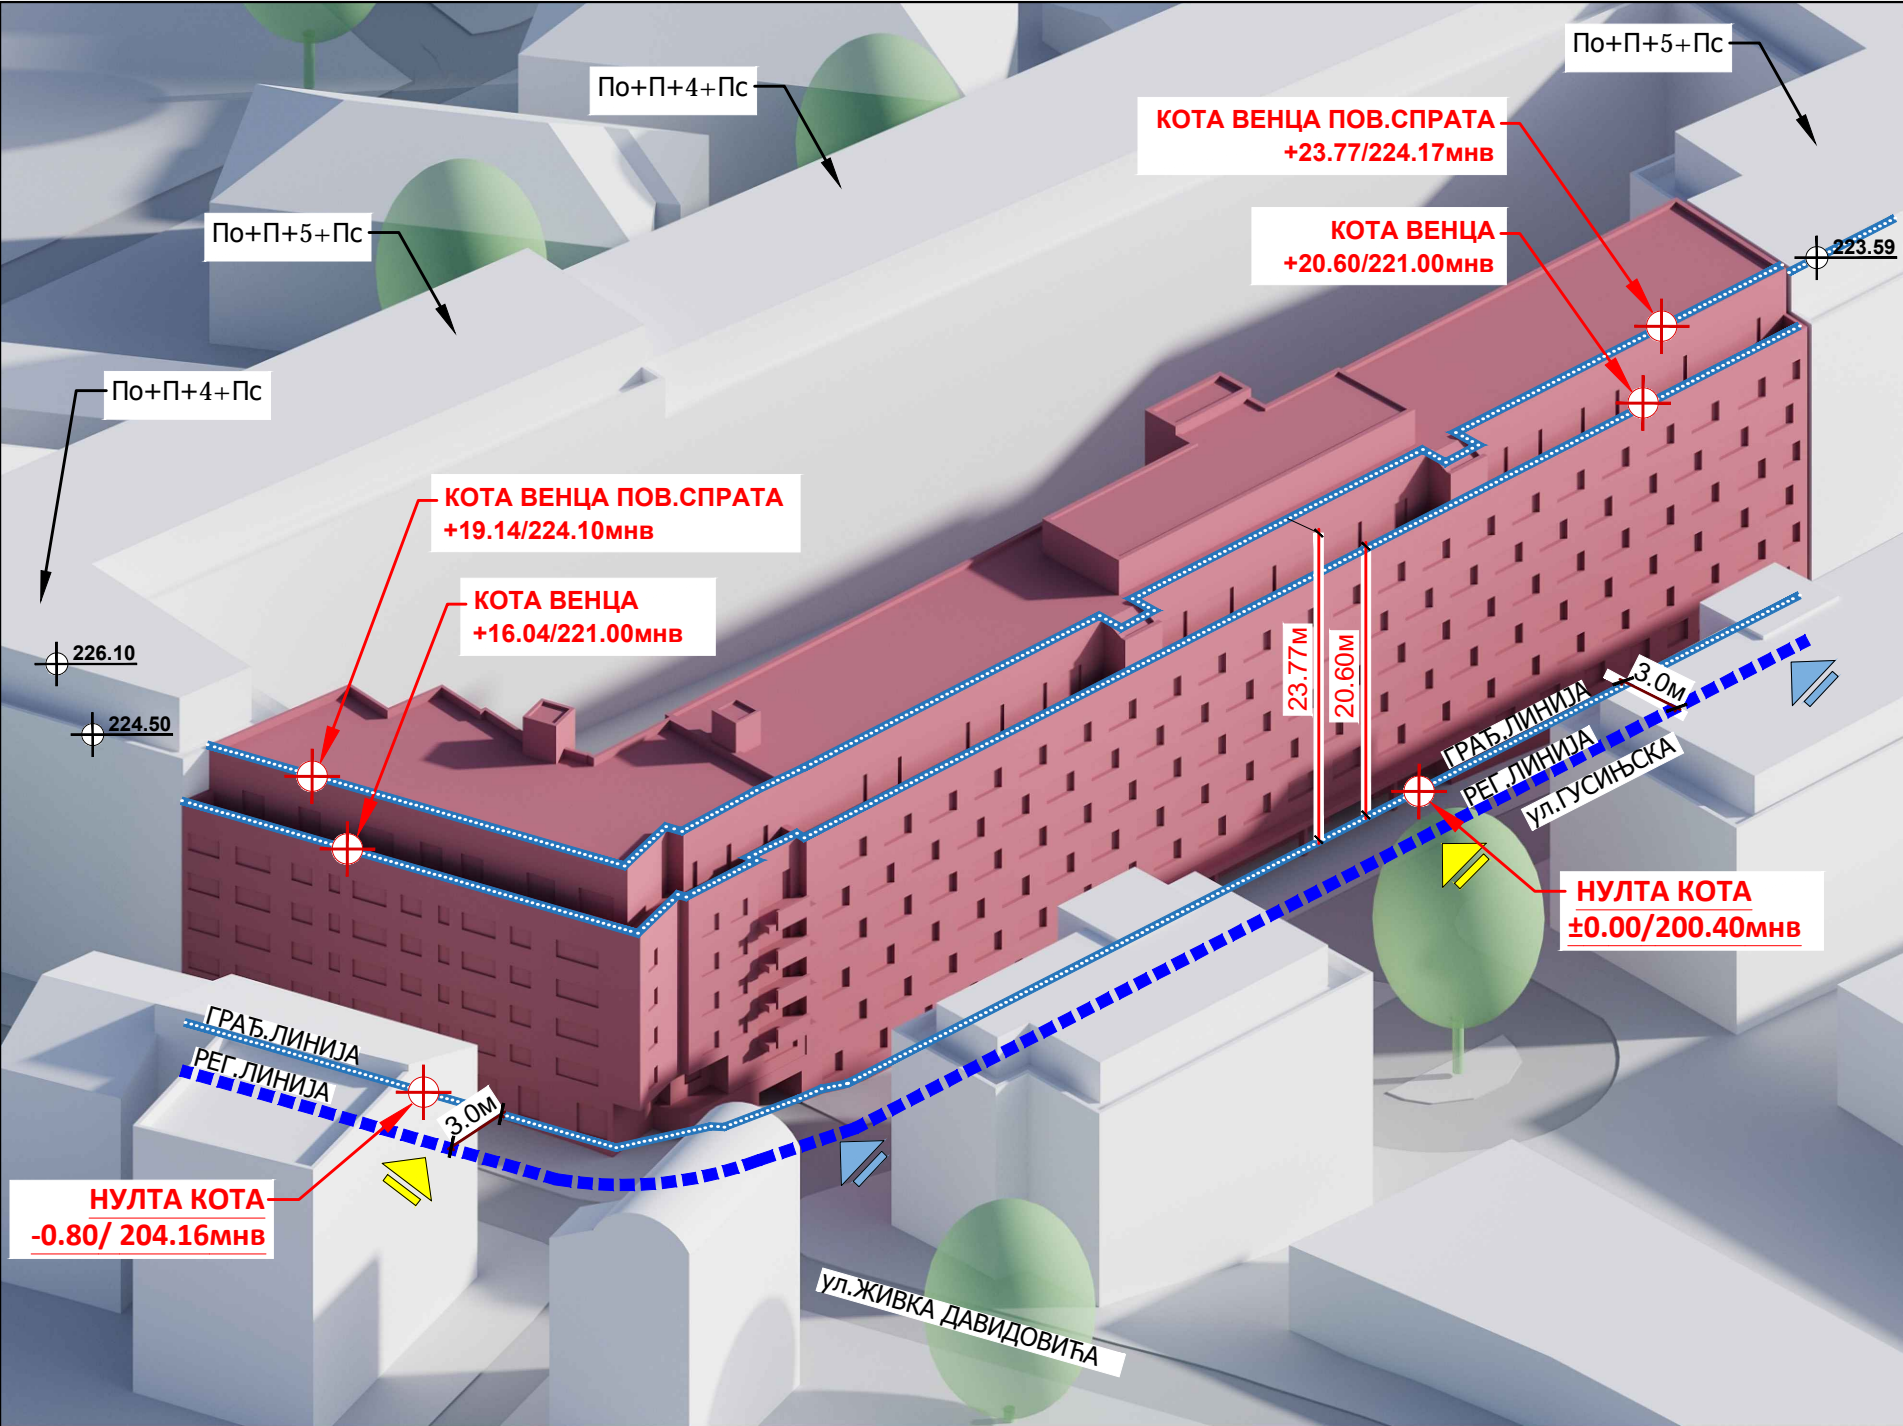 По+П+5+Пс
По+П+4+Пс
КОТА ВЕНЦА ПОВ.СПРАТА
+23.77/224.17мнв
По+П+5+Пс
КОТА ВЕНЦА
+20.60/221.00мнв
223.59
По+П+4+Пс
КОТА ВЕНЦА ПОВ.СПРАТА
+19.14/224.10мнв
КОТА ВЕНЦА
+16.04/221.00мнв
226.10
224.50
23.77м
20.60м
3.0м
ГРАЂ.ЛИНИЈА
РЕГ.ЛИНИЈА
ул.ГУСИЊСКА
НУЛТА КОТА
±0.00/200.40мнв
ГРАЂ.ЛИНИЈА
РЕГ.ЛИНИЈА
3.0м
НУЛТА КОТА
-0.80/ 204.16мнв
ул.ЖИВКА ДАВИДОВИЋА